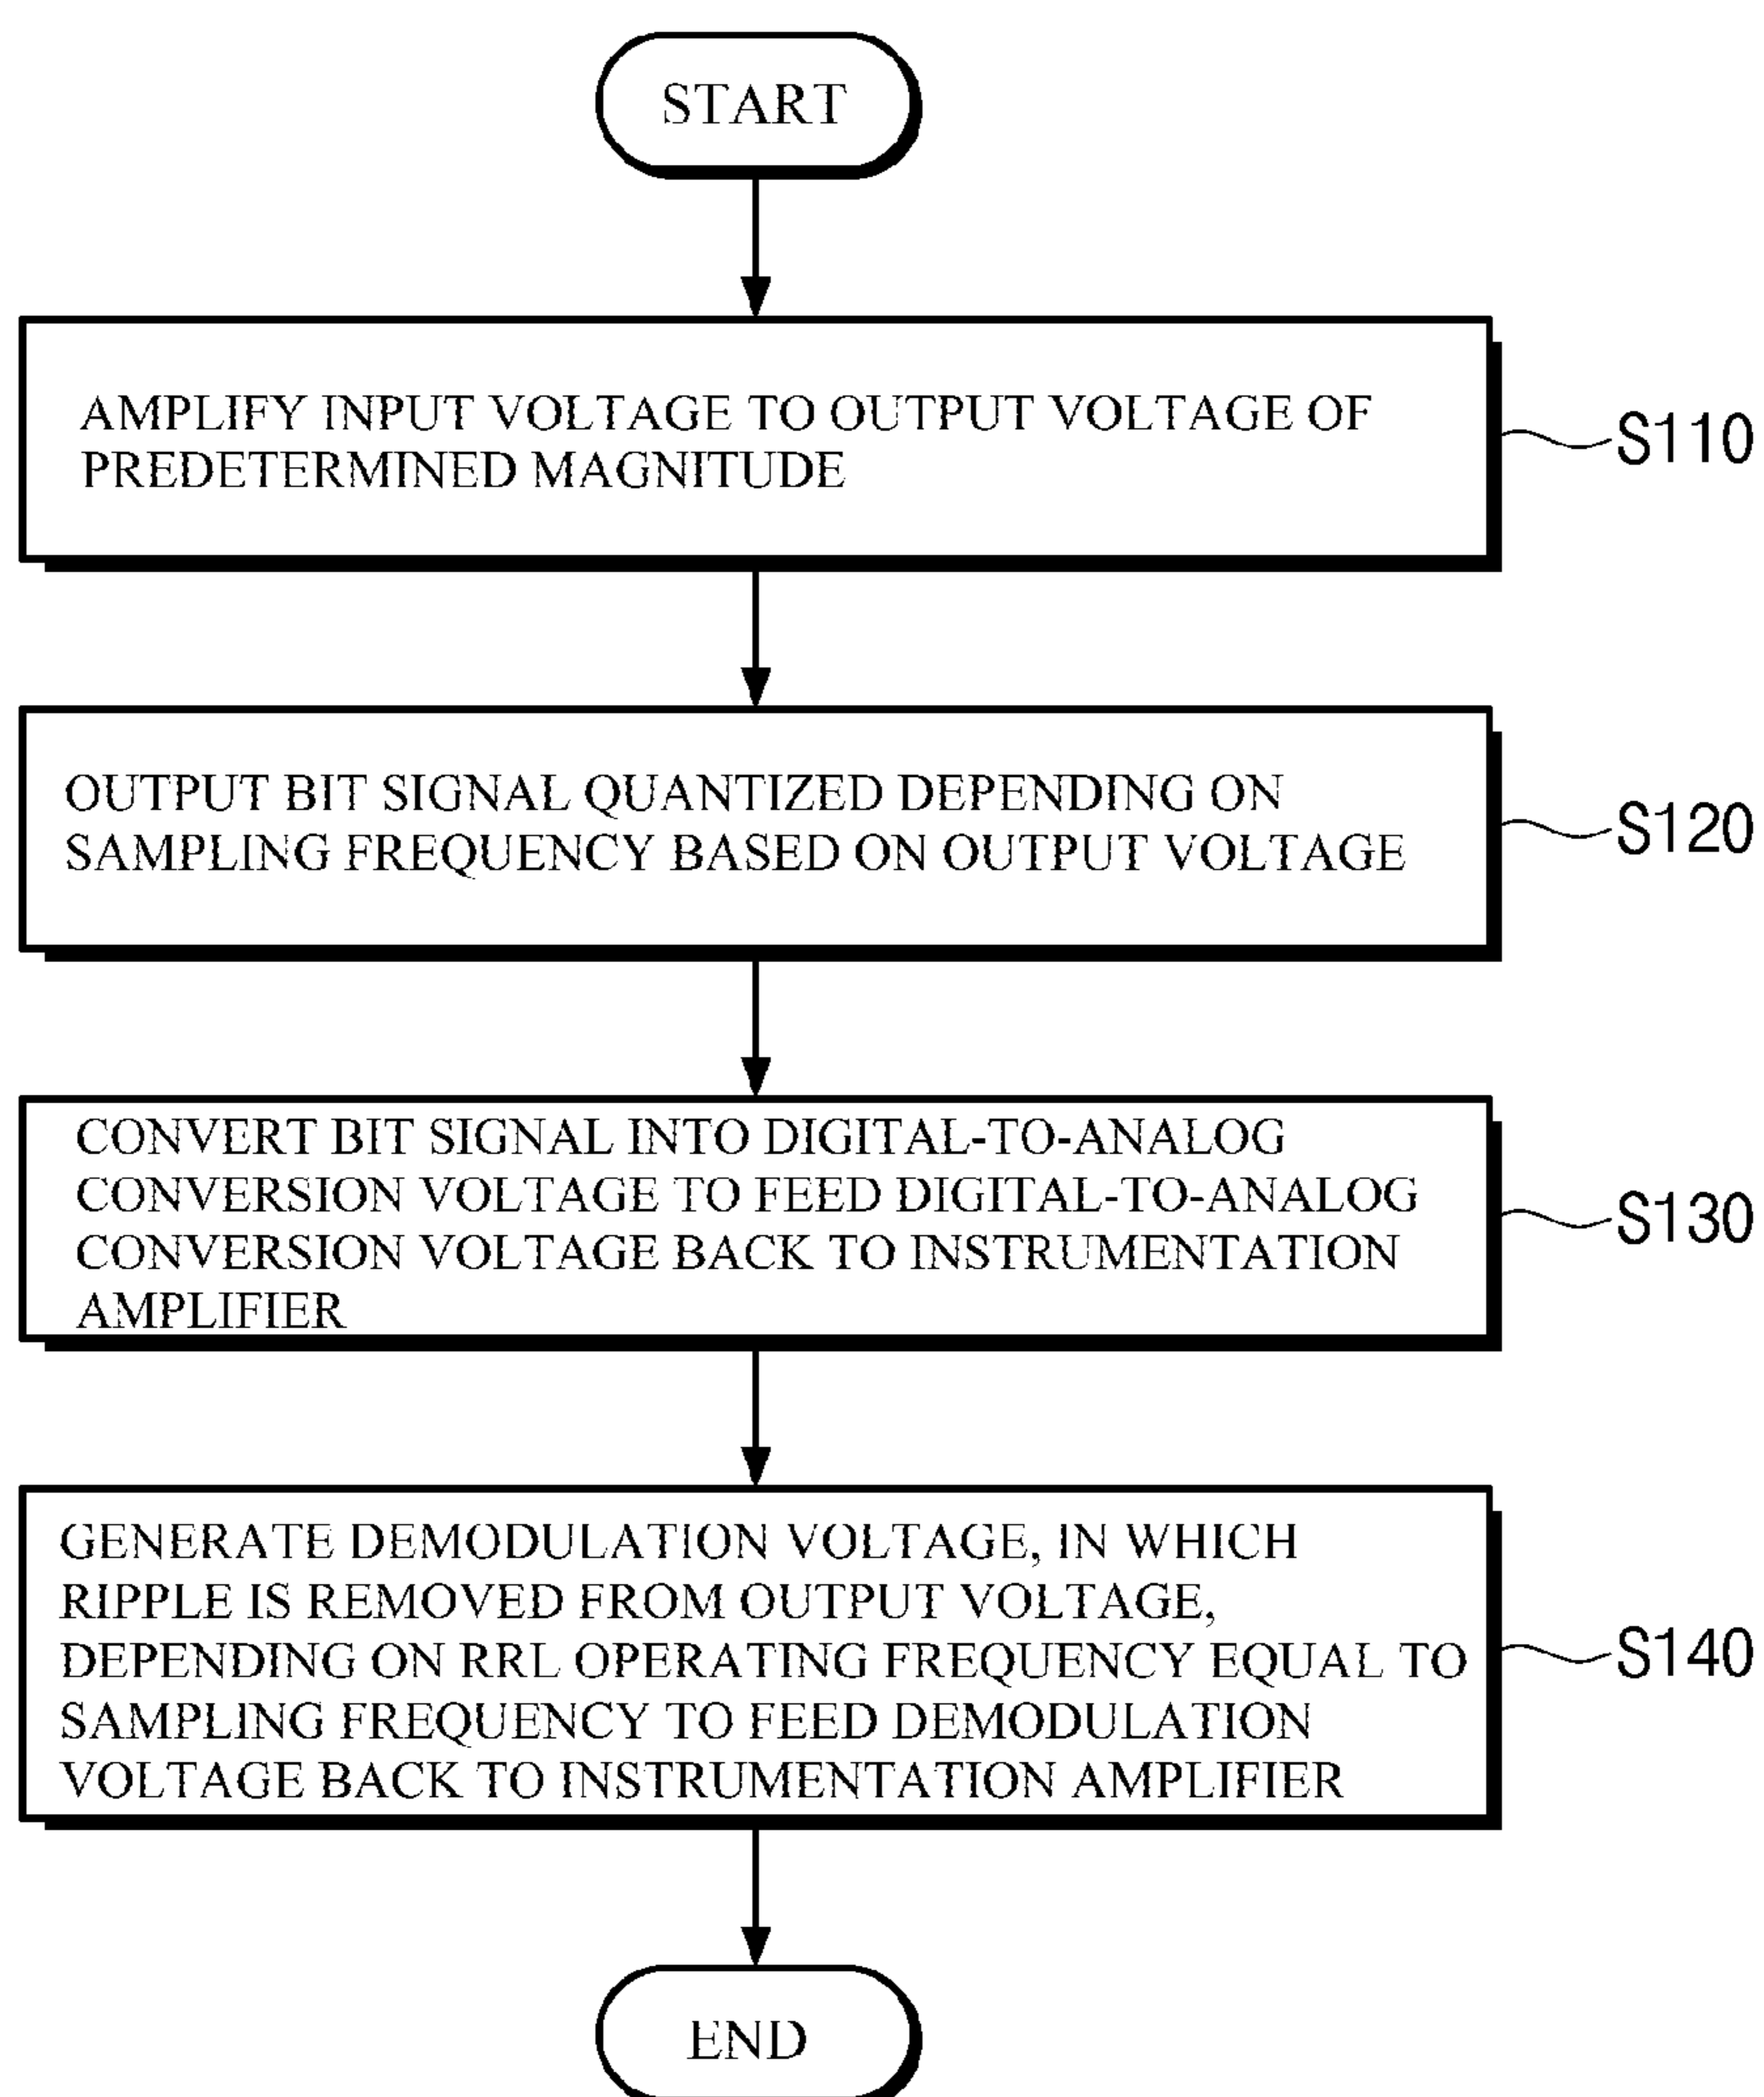 START
AMPLIFY INPUT VOLTAGE TO OUTPUT VOLTAGE OF
PREDETERMINED MAGNITUDE
S110
OUTPUT BIT SIGNAL QUANTIZED DEPENDING ON
SAMPLING FREQUENCY BASED ON OUTPUT VOLTAGE
S120
CONVERT BIT SIGNAL INTO DIGITAL-TO-ANALOG
CONVERSION VOLTAGE TO FEED DIGITAL-TO-ANALOG
CONVERSION VOLTAGE BACK TO INSTRUMENTATION
AMPLIFIER
S130
GENERATE DEMODULATION VOLTAGE, IN WHICH
RIPPLE IS REMOVED FROM OUTPUT VOLTAGE,
DEPENDING ON RRL OPERATING FREQUENCY EQUAL TO
SAMPLING FREQUENCY TO FEED DEMODULATION
VOLTAGE BACK TO INSTRUMENTATION AMPLIFIER
S140
END